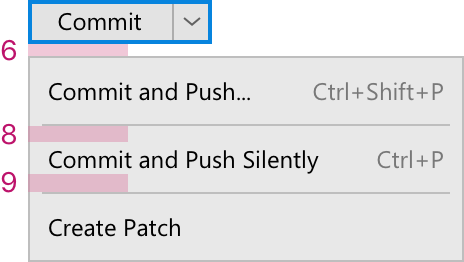 Commit
6
Commit and Push... Ctrl+Shift+P
8
Commit and Push Silently Ctrl+P
9
Create Patch